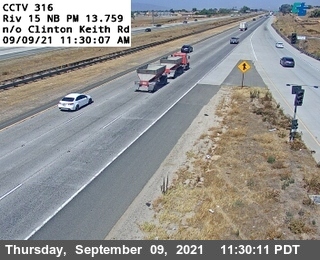 CCTV 316
Riv 15 NB PM 13.759
n/o Clinton Keith Rd
09/09/21 11:30:07 AM
Thursday, September 09, 2021 11:30:11 PDT